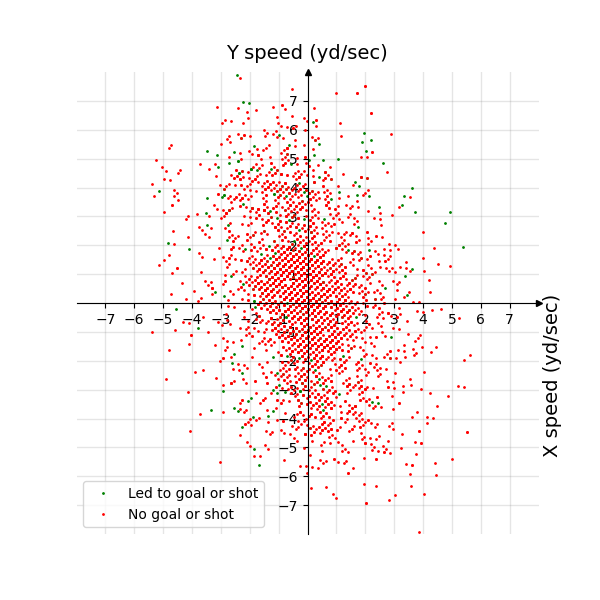 Y speed (yd/sec)
7
6
5
4
3
2
1
−7 −6 −5 −4 −3 −2 −1 1 2 3 4 5 6 7
−1
−2
−3
−4
−5
−6
−7
X speed (yd/sec)
Led to goal or shot
No goal or shot